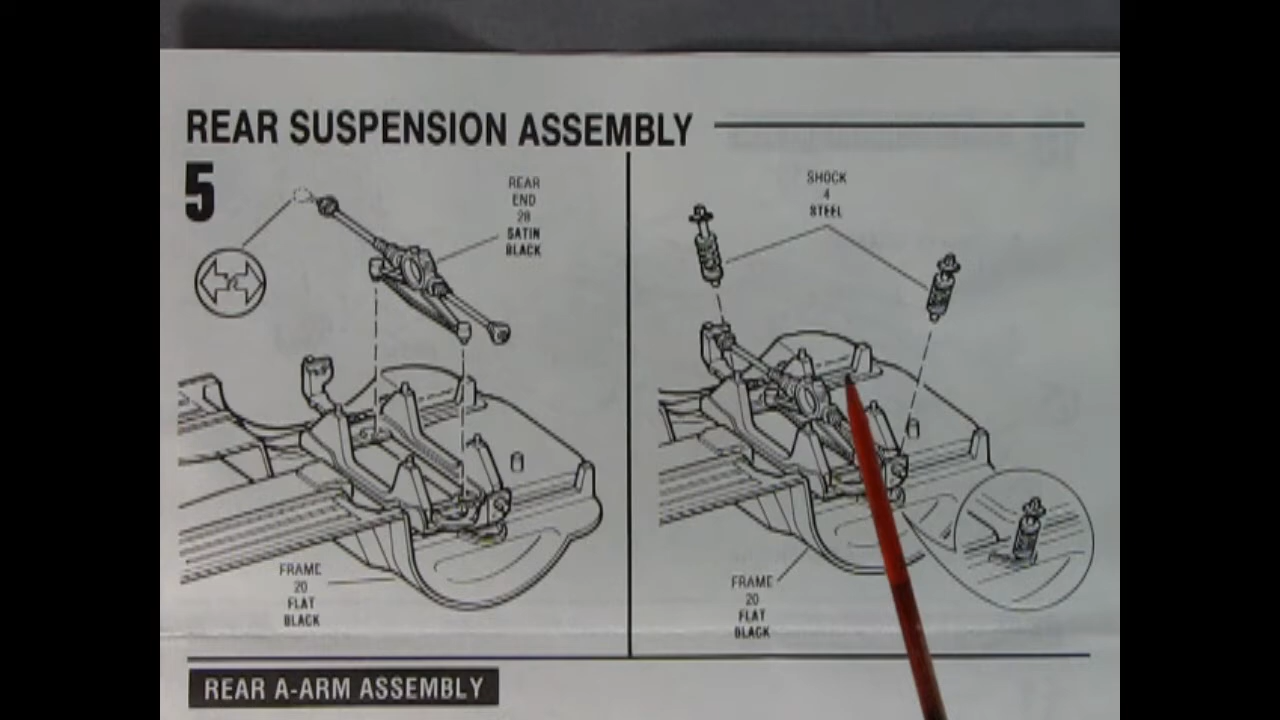 REAR SUSPENSION ASSEMBLY
5
REAR
END
28
SATIN
BLACK
FRAME
20
FLAT
BLACK
SHOCK
4
STEEL
FRAME
20
FLAT
BLACK
REAR A-ARM ASSEMBLY